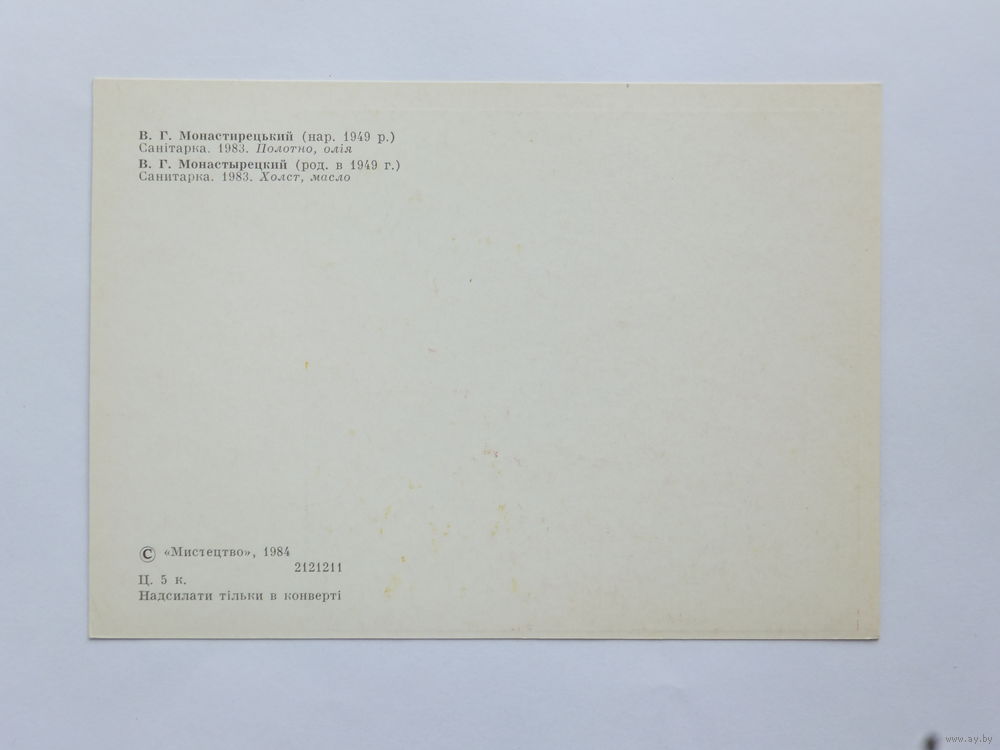 В. Г. Монастирецький (нар. 1949 р.)
Санітарка. 1983. Полотно, олія
В. Г. Монастырецкий (род. в 1949 г.)
Санитарка. 1983. Холст, масло
© «Мистецтво», 1984
2121211
Ц. 5 к.
Надсилати тільки в конверті
www.ay.by